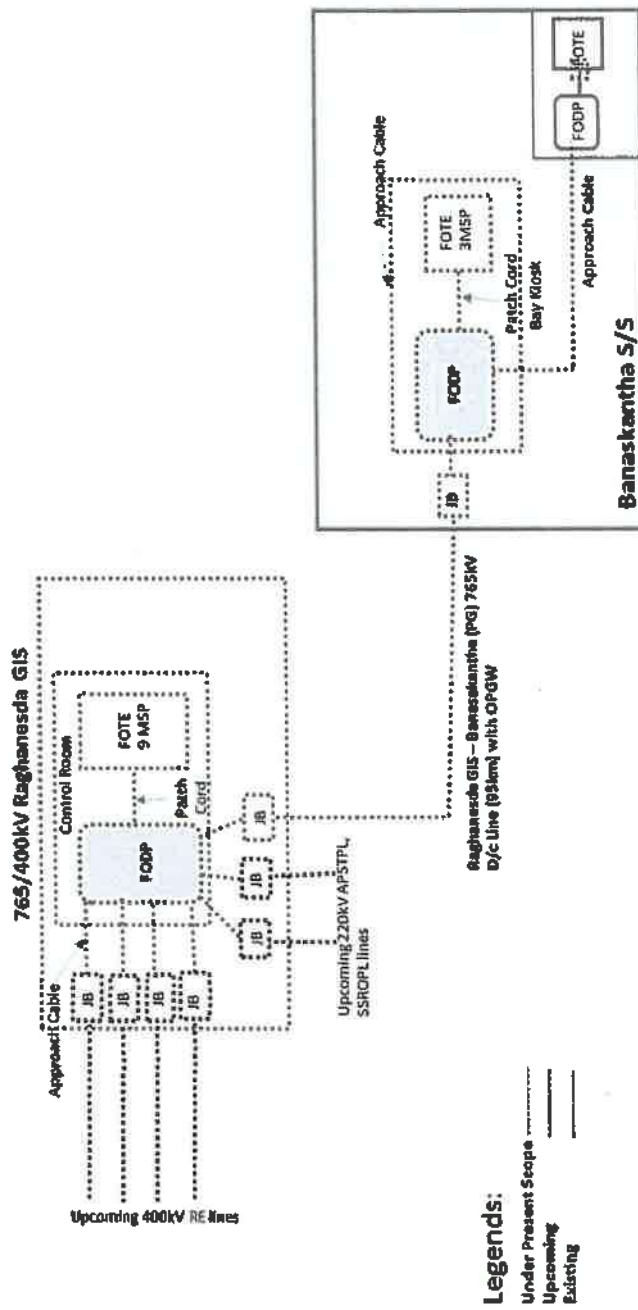 765/400kV Raghanesda GIS
Control Room
Approach Cable
FOTE
9 MSP
FODP
Patch
Cord
JB
JB
JB
JB
JB
JB
JB
Upcoming 400kV RE lines
Upcoming 220kV APSTPL,
SSROPL lines
Raghanesda GIS – Banaskantha (PG) 765kV
D/c Line (95km) with OPGW
JB
FODP
FOTE
3MSP
Patch Cord
Bay Kiosk
Approach Cable
Approach Cable
FODP
FOTE
Banaskantha S/S
Legends:
Under Present Scope
Upcoming
Existing